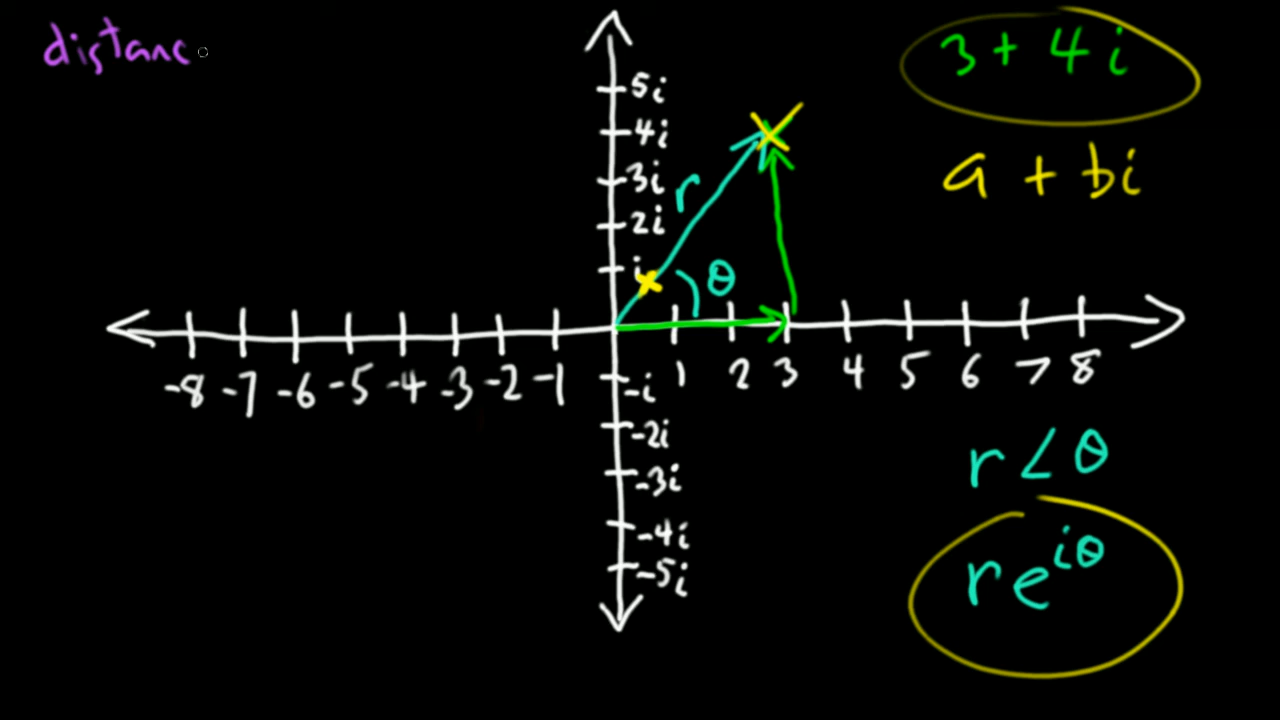 distanc
3 + 4i
a + bi
5i
4i
3i
2i
i
r
θ
-8 -7 -6 -5 -4 -3 -2 -1 1 2 3 4 5 6 7 8
-i
-2i
-3i
-4i
-5i
r∠θ
re^{iθ}